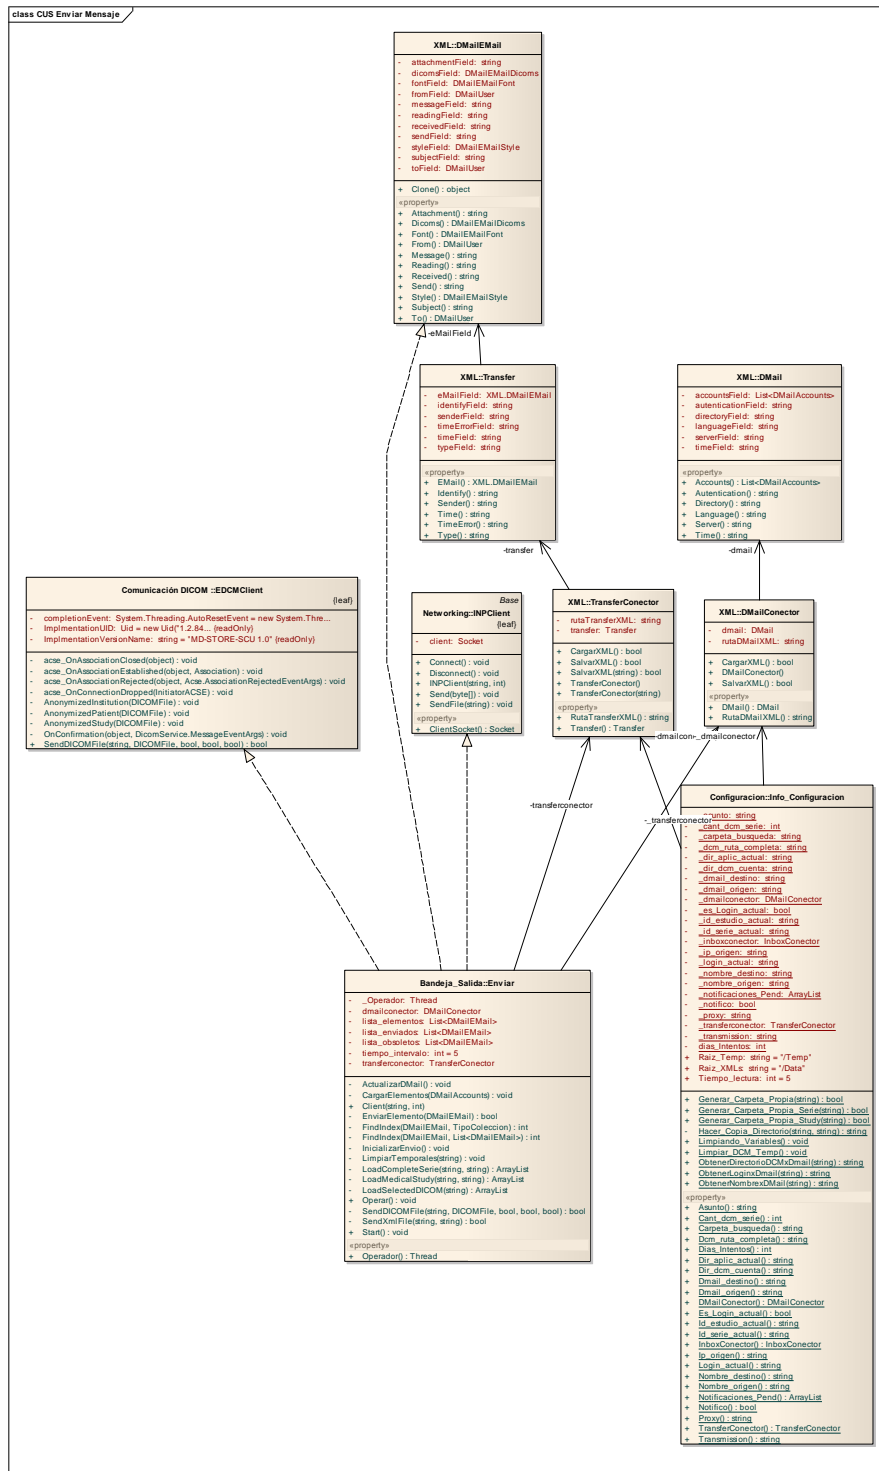 class CUS Enviar Mensaje
XML::DMailEMail
- attachmentField: string
- dicomsField: DMailEMailDicoms
- fontField: DMailEMailFont
- fromField: DMailUser
- messageField: string
- readingField: string
- receivedField: string
- sendField: string
- styleField: DMailEMailStyle
- subjectField: string
- toField: DMailUser
+ Clone() : object
«property»
+ Attachment() : string
+ Dicoms() : DMailEMailDicoms
+ Font() : DMailEMailFont
+ From() : DMailUser
+ Message() : string
+ Reading() : string
+ Received() : string
+ Send() : string
+ Style() : DMailEMailStyle
+ Subject() : string
+ To() : DMailUser
-eMailField
XML::Transfer
- eMailField: XML.DMailEMail
- identifyField: string
- senderField: string
- timeErrorField: string
- timeField: string
- typeField: string
«property»
+ EMail() : XML.DMailEMail
+ Identify() : string
+ Sender() : string
+ Time() : string
+ TimeError() : string
+ Type() : string
XML::DMail
- accountsField: List<DMailAccounts>
- autenticationField: string
- directoryField: string
- languageField: string
- serverField: string
- timeField: string
«property»
+ Accounts() : List<DMailAccounts>
+ Autentication() : string
+ Directory() : string
+ Language() : string
+ Server() : string
+ Time() : string
-transfer
-dmail
Comunicación DICOM ::EDCMClient
{leaf}
- completionEvent: System.Threading.AutoResetEvent = new System.Thre...
- ImplmentationUID: Uid = new Uid("1.2.84... {readOnly}
- ImplmentationVersionName: string = "MD-STORE-SCU 1.0" {readOnly}
- acse_OnAssociationClosed(object) : void
- acse_OnAssociationEstablished(object, Association) : void
- acse_OnAssociationRejected(object, Acse.AssociationRejectedEventArgs) : void
- acse_OnConnectionDropped(InitiatorACSE) : void
- AnonymizedInstitution(DICOMFile) : void
- AnonymizedPatient(DICOMFile) : void
- AnonymizedStudy(DICOMFile) : void
- OnConfirmation(object, DicomService.MessageEventArgs) : void
+ SendDICOMFile(string, DICOMFile, bool, bool, bool) : bool
Base
Networking::INPClient
{leaf}
- client: Socket
+ Connect() : void
+ Disconnect() : void
+ INPClient(string, int)
+ Send(byte[]) : void
+ SendFile(string) : void
«property»
+ ClientSocket() : Socket
XML::TransferConector
- rutaTransferXML: string
- transfer: Transfer
+ CargarXML() : bool
+ SalvarXML() : bool
+ SalvarXML(string) : bool
+ TransferConector()
+ TransferConector(string)
«property»
+ RutaTransferXML() : string
+ Transfer() : Transfer
XML::DMailConector
- dmail: DMail
- rutaDMailXML: string
+ CargarXML() : bool
+ DMailConector()
+ SalvarXML() : bool
«property»
+ DMail() : DMail
+ RutaDMailXML() : string
-_dmailconector
-transferconector
-_transferconector
Bandeja_Salida::Enviar
- _Operador: Thread
- dmailconector: DMailConector
- lista_elementos: List<DMailEMail>
- lista_enviados: List<DMailEMail>
- lista_obsoletos: List<DMailEMail>
- tiempo_intervalo: int = 5
- transferconector: TransferConector
- ActualizarDMail() : void
- CargarElementos(DMailAccounts) : void
+ Client(string, int)
- EnviarElemento(DMailEMail) : bool
- FindIndex(DMailEMail, TipoColeccion) : int
- FindIndex(DMailEMail, List<DMailEMail>) : int
- InicializarEnvio() : void
- LimpiarTemporales(string) : void
- LoadCompleteSerie(string, string) : ArrayList
- LoadMedicalStudy(string, string) : ArrayList
- LoadSelectedDICOM(string) : ArrayList
+ Operar() : void
- SendDICOMFile(string, DICOMFile, bool, bool, bool) : bool
- SendXmlFile(string, string) : bool
+ Start() : void
«property»
+ Operador() : Thread
Configuracion::Info_Configuracion
- _asunto: string
- _cant_dcm_serie: int
- _carpeta_busqueda: string
- _dcm_ruta_completa: string
- _dir_aplic_actual: string
- _dir_dcm_cuenta: string
- _dmail_destino: string
- _dmail_origen: string
- _dmailconector: DMailConector
- _es_Login_actual: bool
- _id_estudio_actual: string
- _id_serie_actual: string
- _inboxconector: InboxConector
- _ip_origen: string
- _login_actual: string
- _nombre_destino: string
- _nombre_origen: string
- _notificaciones_Pend: ArrayList
- _notifico: bool
- _proxy: string
- _transferconector: TransferConector
- _transmission: string
- dias_Intentos: int
+ Raiz_Temp: string = "/Temp"
+ Raiz_XMLs: string = "/Data"
+ Tiempo_lectura: int = 5
+ Generar_Carpeta_Propia(string) : bool
+ Generar_Carpeta_Propia_Serie(string) : bool
+ Generar_Carpeta_Propia_Study(string) : bool
- Hacer_Copia_Directorio(string, string) : string
+ Limpiando_Variables() : void
+ Limpiar_DCM_Temp() : void
+ ObtenerDirectorioDCMxDmail(string) : string
+ ObtenerLoginxDmail(string) : string
+ ObtenerNombrexDMail(string) : string
«property»
+ Asunto() : string
+ Cant_dcm_serie() : int
+ Carpeta_busqueda() : string
+ Dcm_ruta_completa() : string
+ Dias_Intentos() : int
+ Dir_aplic_actual() : string
+ Dir_dcm_cuenta() : string
+ Dmail_destino() : string
+ Dmail_origen() : string
+ DMailConector() : DMailConector
+ Es_Login_actual() : bool
+ Id_estudio_actual() : string
+ Id_serie_actual() : string
+ InboxConector() : InboxConector
+ Ip_origen() : string
+ Login_actual() : string
+ Nombre_destino() : string
+ Nombre_origen() : string
+ Notificaciones_Pend() : ArrayList
+ Notifico() : bool
+ Proxy() : string
+ TransferConector() : TransferConector
+ Transmission() : string